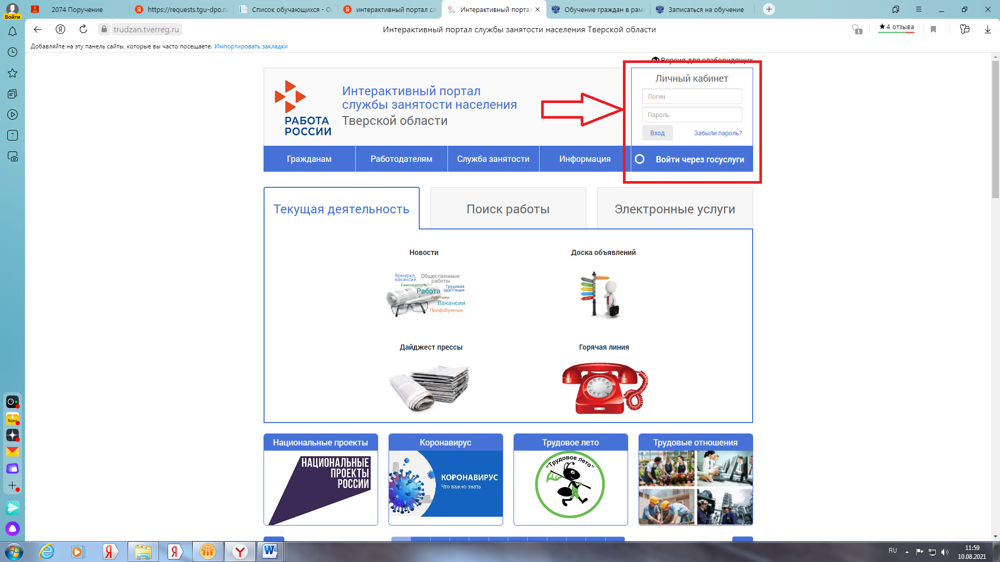 Войти
2074 Поручение
https://requests.tgu-dpo.ru
Список обучающихся - Ос
интерактивный портал сл
Интерактивный портал
Обучение граждан в рам
Записаться на обучение
Я
trudzan.tverreg.ru
Интерактивный портал службы занятости населения Тверской области
1
★4 отзыва
Добавляйте на эту панель сайты, которые вы часто посещаете. Импортировать закладки
7
Версия для слабовидящих
Интерактивный портал
службы занятости населения
Тверской области
РАБОТА
РОССИИ
Личный кабинет
Логин
Пароль
Вход
Забыли пароль?
Гражданам
Работодателям
Служба занятости
Информация
Войти через госуслуги
Текущая деятельность
Поиск работы
Электронные услуги
Новости
Доска объявлений
Ярмарка вакансий
Общественные работы
Самозанятость
Трудовая адаптация
Работа
Работники
Вакансии
Профобучение
Дайджест прессы
Горячая линия
Маркет
Национальные проекты
Коронавирус
Трудовое лето
Трудовые отношения
НАЦИОНАЛЬНЫЕ
ПРОЕКТЫ
РОССИИ
КОРОНАВИРУС
Что важно знать
"Трудовое лето"
RU
11:59
10.08.2021